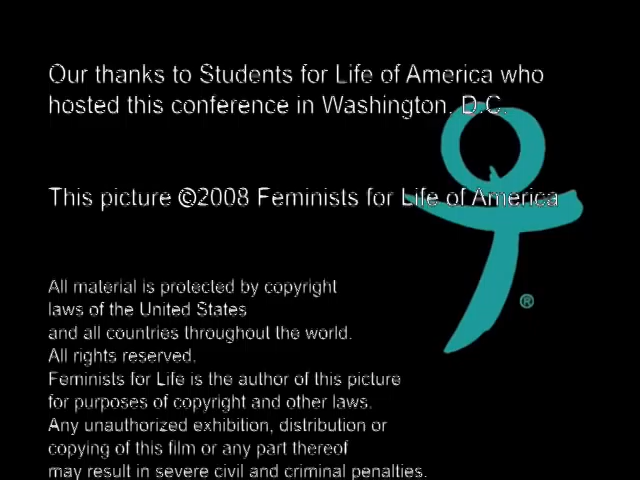 Our thanks to Students for Life of America who
hosted this conference in Washington, D.C.
This picture ©2008 Feminists for Life of America
All material is protected by copyright
laws of the United States
and all countries throughout the world.
All rights reserved.
Feminists for Life is the author of this picture
for purposes of copyright and other laws.
Any unauthorized exhibition, distribution or
copying of this film or any part thereof
may result in severe civil and criminal penalties.
®